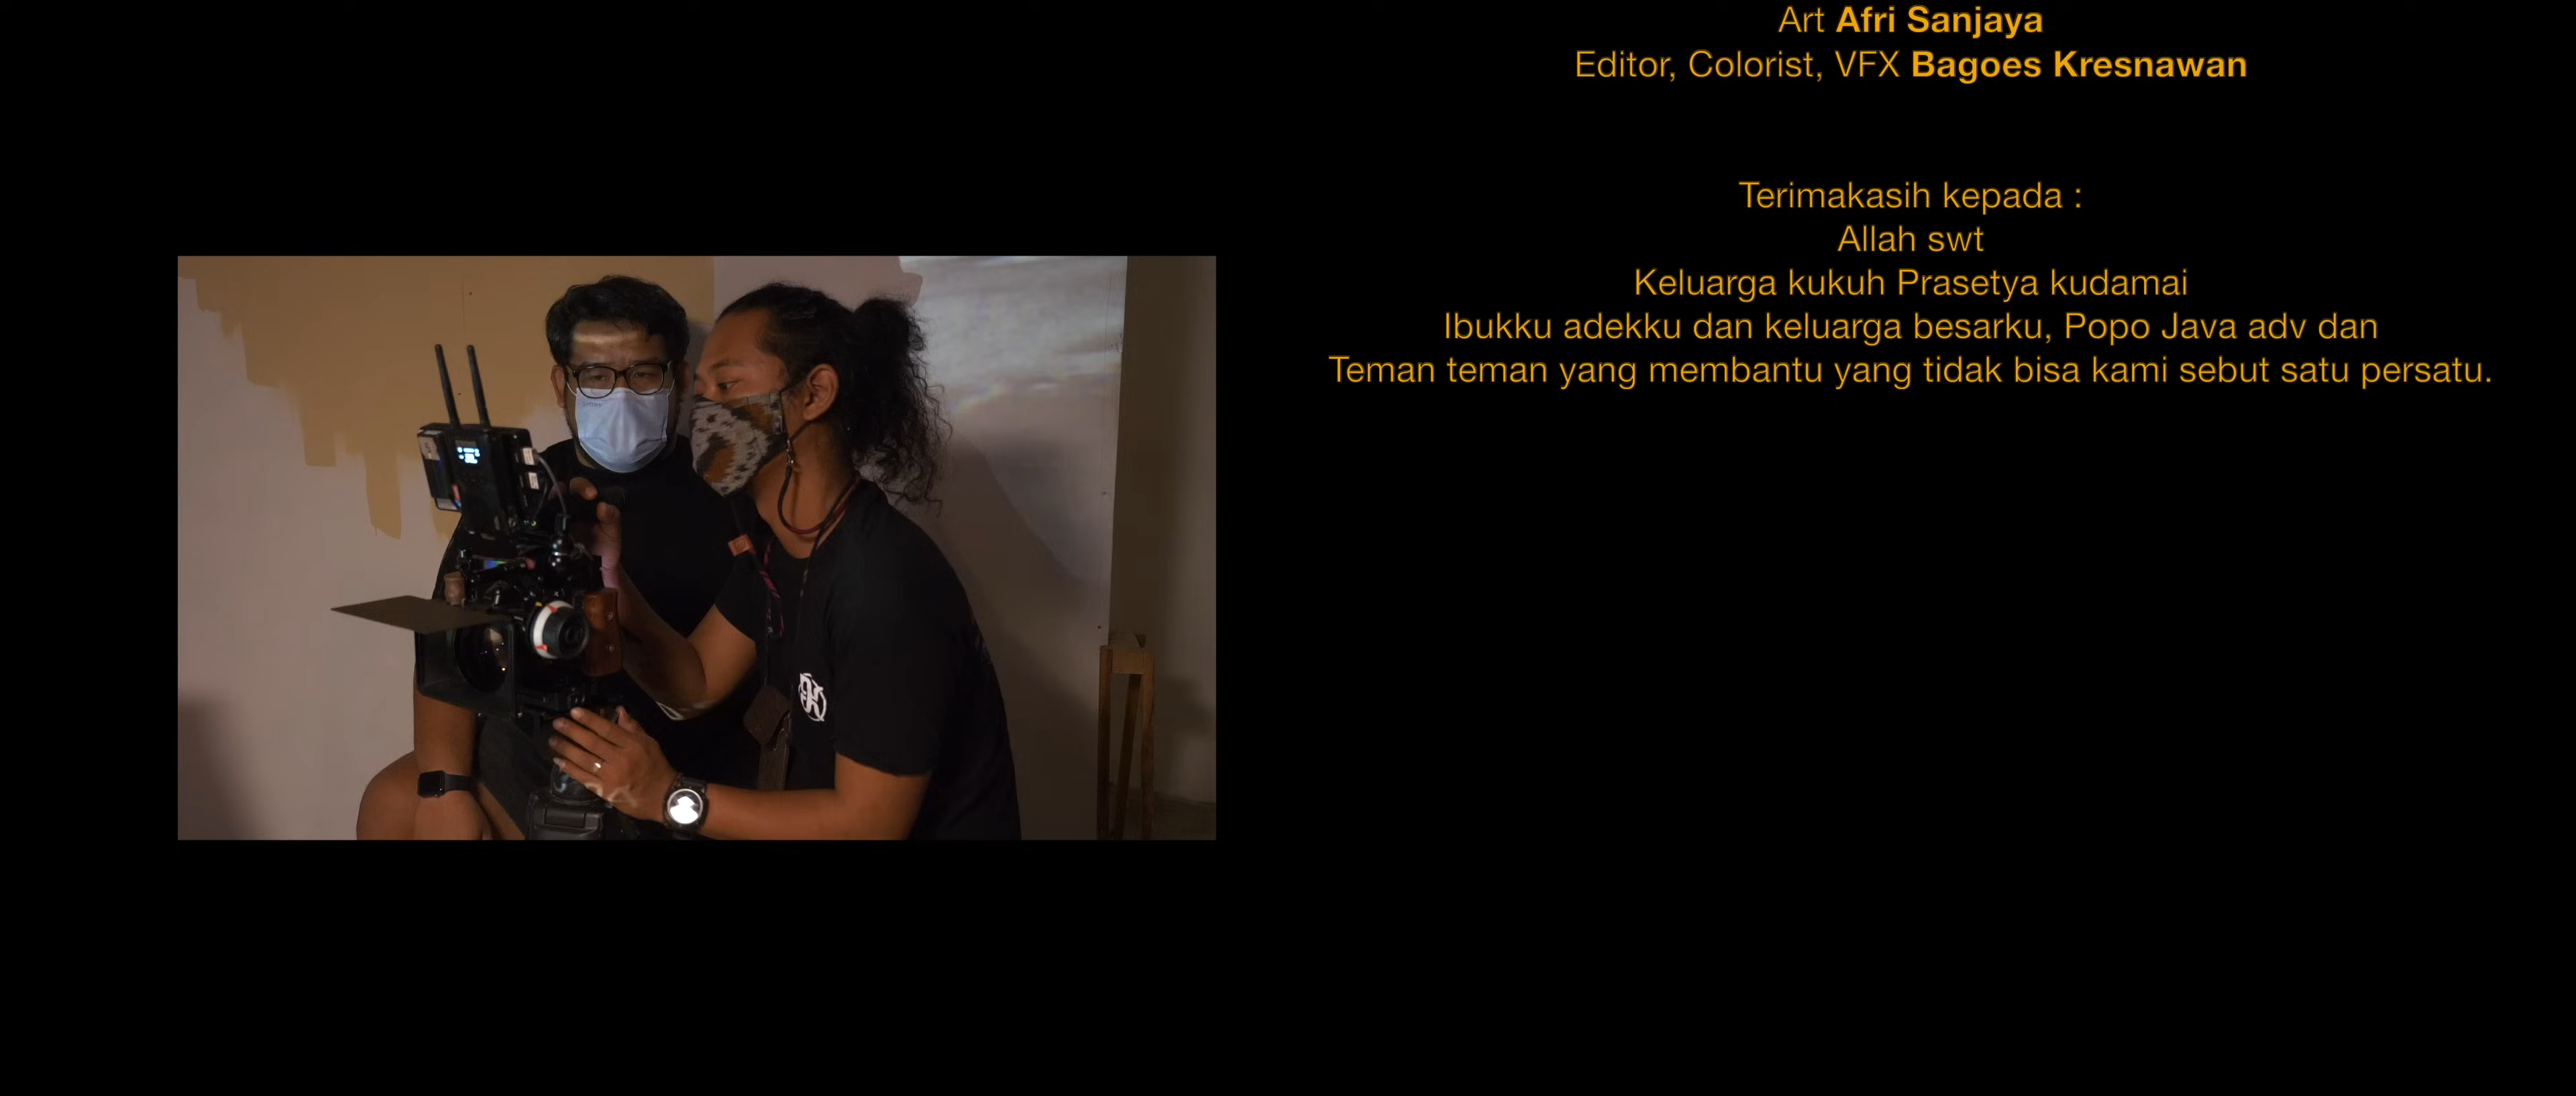 Art Afri Sanjaya
Editor, Colorist, VFX Bagoes Kresnawan
Terimakasih kepada :
Allah swt
Keluarga kukuh Prasetya kudamai
Ibukku adekku dan keluarga besarku, Popo Java adv dan
Teman teman yang membantu yang tidak bisa kami sebut satu persatu.